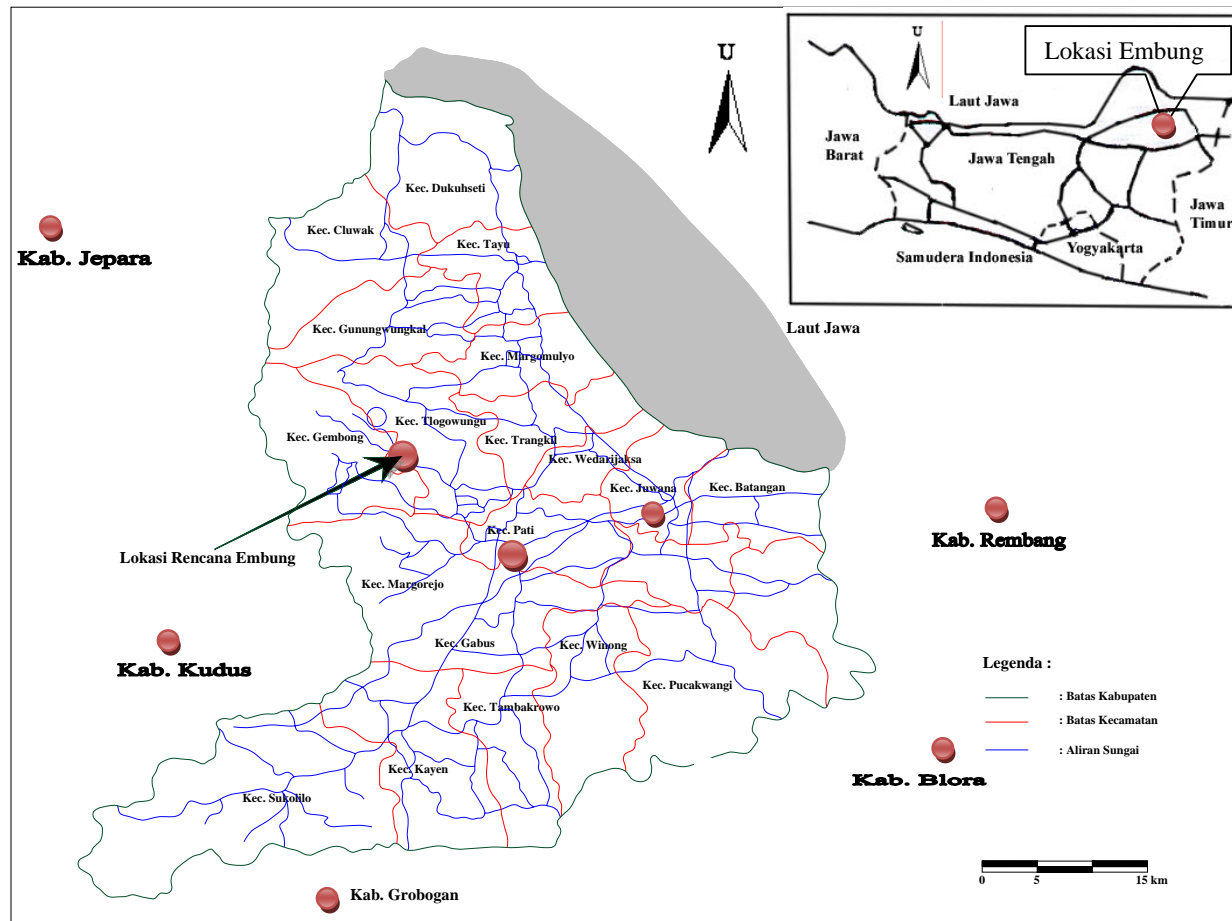 U
U
Lokasi Embung
Laut Jawa
Jawa
Barat
Jawa Tengah
Jawa
Timur
Yogyakarta
Samudera Indonesia
Kec. Dukuhseti
Kec. Cluwak
Kec. Tayu
Kab. Jepara
Kec. Gunungwungkal
Laut Jawa
Kec. Margomulyo
Kec. Tlogowungu
Kec. Gembong
Kec. Trangkil
Kec. Wedarijaksa
Kec. Juwana
Kec. Batangan
Kec. Pati
Kab. Rembang
Lokasi Rencana Embung
Kec. Margorejo
Kab. Kudus
Kec. Gabus
Kec. Winong
Kec. Pucakwangi
Legenda :
: Batas Kabupaten
: Batas Kecamatan
: Aliran Sungai
Kec. Tambakrowo
Kab. Blora
Kec. Kayen
Kec. Sukolilo
Kab. Grobogan
0 5 15 km